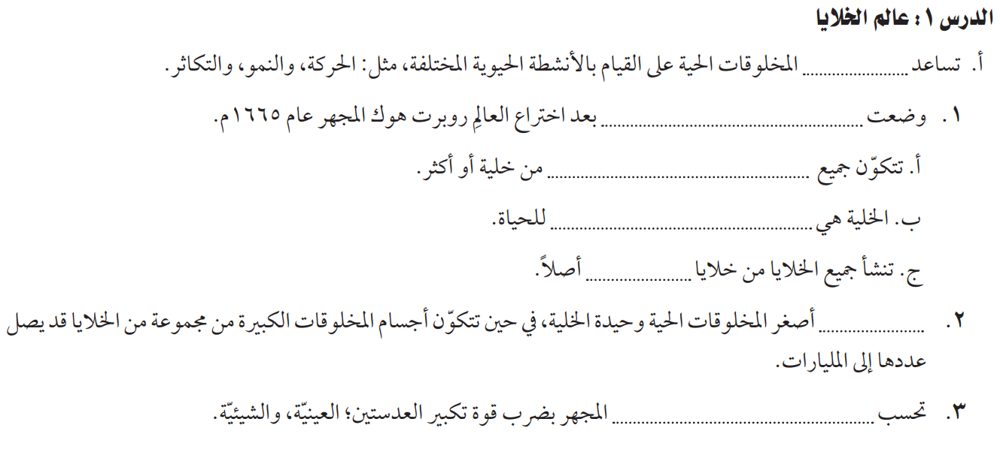 الدرس ١: عالم الخلايا
أ. تساعد .................... المخلوقات الحية على القيام بالأنشطة الحيوية المختلفة، مثل: الحركة، والنمو، والتكاثر.
١. وضعت .................... بعد اختراع العالِم روبرت هوك المجهر عام ١٦٦٥م.
أ. تتكوّن جميع .................... من خلية أو أكثر.
ب. الخلية هي .................... للحياة.
ج. تنشأ جميع الخلايا من خلايا .................... أصلاً.
٢. .................... أصغر المخلوقات الحية وحيدة الخلية، في حين تتكوّن أجسام المخلوقات الكبيرة من مجموعة من الخلايا قد يصل
عددها إلى المليارات.
٣. تحسب .................... المجهر بضرب قوة تكبير العدستين؛ العينيّة، والشيئيّة.